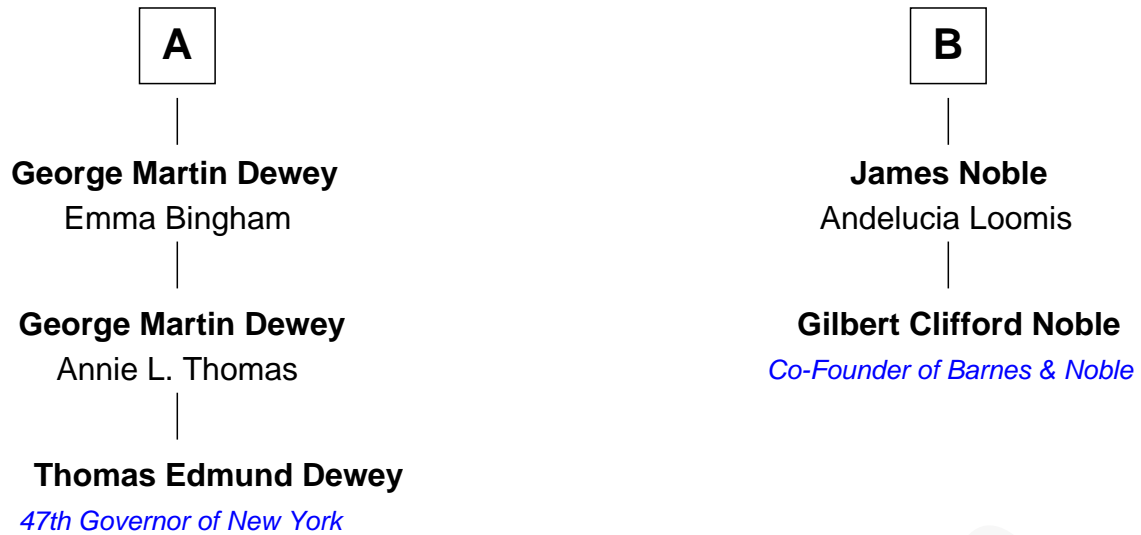 A
George Martin Dewey
Emma Bingham
George Martin Dewey
Annie L. Thomas
Thomas Edmund Dewey
47th Governor of New York
B
James Noble
Andelucia Loomis
Gilbert Clifford Noble
Co-Founder of Barnes & Noble